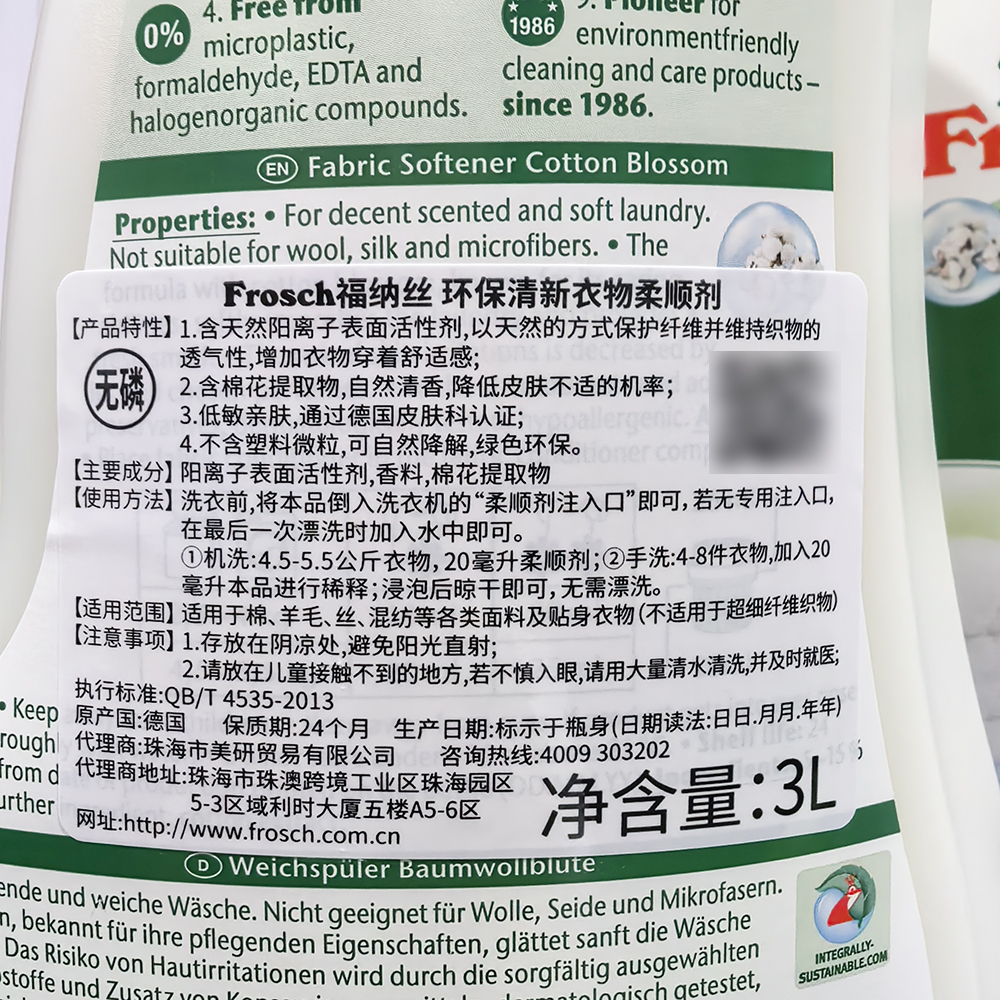 0%
4. Free from
microplastic,
formaldehyde, EDTA and
halogenorganic compounds.
1986
9. Pioneer for
environmentfriendly
cleaning and care products–
since 1986.
EN Fabric Softener Cotton Blossom
Properties: • For decent scented and soft laundry.
Not suitable for wool, silk and microfibers. • The
Frosch福纳丝 环保清新衣物柔顺剂
【产品特性】1.含天然阳离子表面活性剂,以天然的方式保护纤维并维持织物的
透气性,增加衣物穿着舒适感;
无磷
2.含棉花提取物,自然清香,降低皮肤不适的机率;
3.低敏亲肤,通过德国皮肤科认证;
4.不含塑料微粒,可自然降解,绿色环保。
【主要成分】阳离子表面活性剂,香料,棉花提取物
【使用方法】洗衣前,将本品倒入洗衣机的“柔顺剂注入口”即可,若无专用注入口,
在最后一次漂洗时加入水中即可。
①机洗:4.5-5.5公斤衣物,20毫升柔顺剂;②手洗:4-8件衣物,加入20
毫升本品进行稀释;浸泡后晾干即可,无需漂洗。
【适用范围】适用于棉、羊毛、丝、混纺等各类面料及贴身衣物(不适用于超细纤维织物)
【注意事项】1.存放在阴凉处,避免阳光直射;
2.请放在儿童接触不到的地方,若不慎入眼,请用大量清水清洗,并及时就医;
执行标准:QB/T 4535-2013
原产国:德国 保质期:24个月 生产日期:标示于瓶身(日期读法:日日.月月.年年)
代理商:珠海市美研贸易有限公司 咨询热线:4009 303202
代理商地址:珠海市珠澳跨境工业区珠海园区
5-3区域利时大厦五楼A5-6区
网址:http://www.frosch.com.cn
净含量:3L
• Keep
rough
from d
urther
D Weichspüler Baumwollblüte
ende und weiche Wäsche. Nicht geeignet für Wolle, Seide und Mikrofasern.
n, bekannt für ihre pflegenden Eigenschaften, glättet sanft die Wäsche
Das Risiko von Hautirritationen wird durch die sorgfältig ausgewählten
stoffe und Zusatz von
dermatologisch getestet,
INTEGRALLY-
SUSTAINABLE.COM
Fr